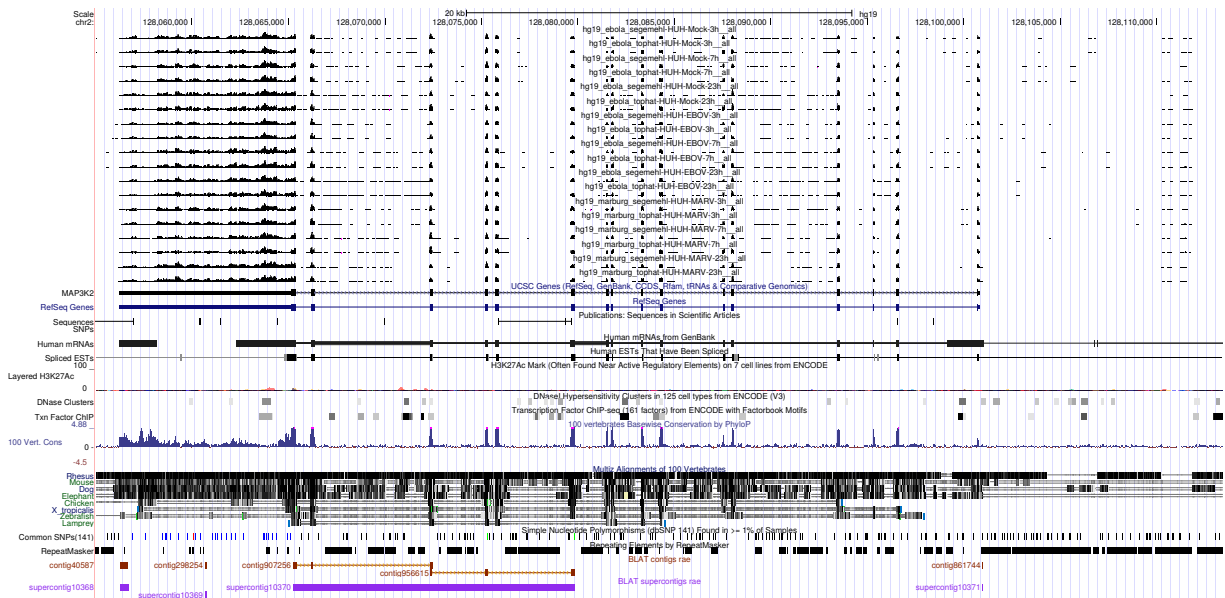 Scale 20 kb hg19
chr2: 128,060,000 128,065,000 128,070,000 128,075,000 128,080,000 128,085,000 128,090,000 128,095,000 128,100,000 128,105,000 128,110,000
hg19_ebola_segemehl-HUH-Mock-3h__all
hg19_ebola_tophat-HUH-Mock-3h__all
hg19_ebola_segemehl-HUH-Mock-7h__all
hg19_ebola_tophat-HUH-Mock-7h__all
hg19_ebola_segemehl-HUH-Mock-23h__all
hg19_ebola_tophat-HUH-Mock-23h__all
hg19_ebola_segemehl-HUH-EBOV-3h__all
hg19_ebola_tophat-HUH-EBOV-3h__all
hg19_ebola_segemehl-HUH-EBOV-7h__all
hg19_ebola_tophat-HUH-EBOV-7h__all
hg19_ebola_segemehl-HUH-EBOV-23h__all
hg19_ebola_tophat-HUH-EBOV-23h__all
hg19_marburg_segemehl-HUH-MARV-3h__all
hg19_marburg_tophat-HUH-MARV-3h__all
hg19_marburg_segemehl-HUH-MARV-7h__all
hg19_marburg_tophat-HUH-MARV-7h__all
hg19_marburg_segemehl-HUH-MARV-23h__all
hg19_marburg_tophat-HUH-MARV-23h__all
UCSC Genes (RefSeq, GenBank, CCDS, Rfam, tRNAs & Comparative Genomics)
MAP3K2
RefSeq Genes
RefSeq Genes
Publications: Sequences in Scientific Articles
Sequences
SNPs
Human mRNAs from GenBank
Human mRNAs
Human ESTs That Have Been Spliced
Spliced ESTs
H3K27Ac Mark (Often Found Near Active Regulatory Elements) on 7 cell lines from ENCODE
100
Layered H3K27Ac
0
DNaseI Hypersensitivity Clusters in 125 cell types from ENCODE (V3)
DNase Clusters
Transcription Factor ChIP-seq (161 factors) from ENCODE with Factorbook Motifs
Txn Factor ChIP
100 vertebrates Basewise Conservation by PhyloP
4.88
100 Vert. Cons
0
-4.5
Multiz Alignments of 100 Vertebrates
Rhesus
Mouse
Dog
Elephant
Chicken
X_tropicalis
Zebrafish
Lamprey
Simple Nucleotide Polymorphisms (dbSNP 141) Found in >= 1% of Samples
Common SNPs(141)
Repeating Elements by RepeatMasker
RepeatMasker
BLAT contigs rae
contig40587 contig298254 contig907256 contig861744
contig956615
BLAT supercontigs rae
supercontig10368 supercontig10370 supercontig10371
supercontig10369